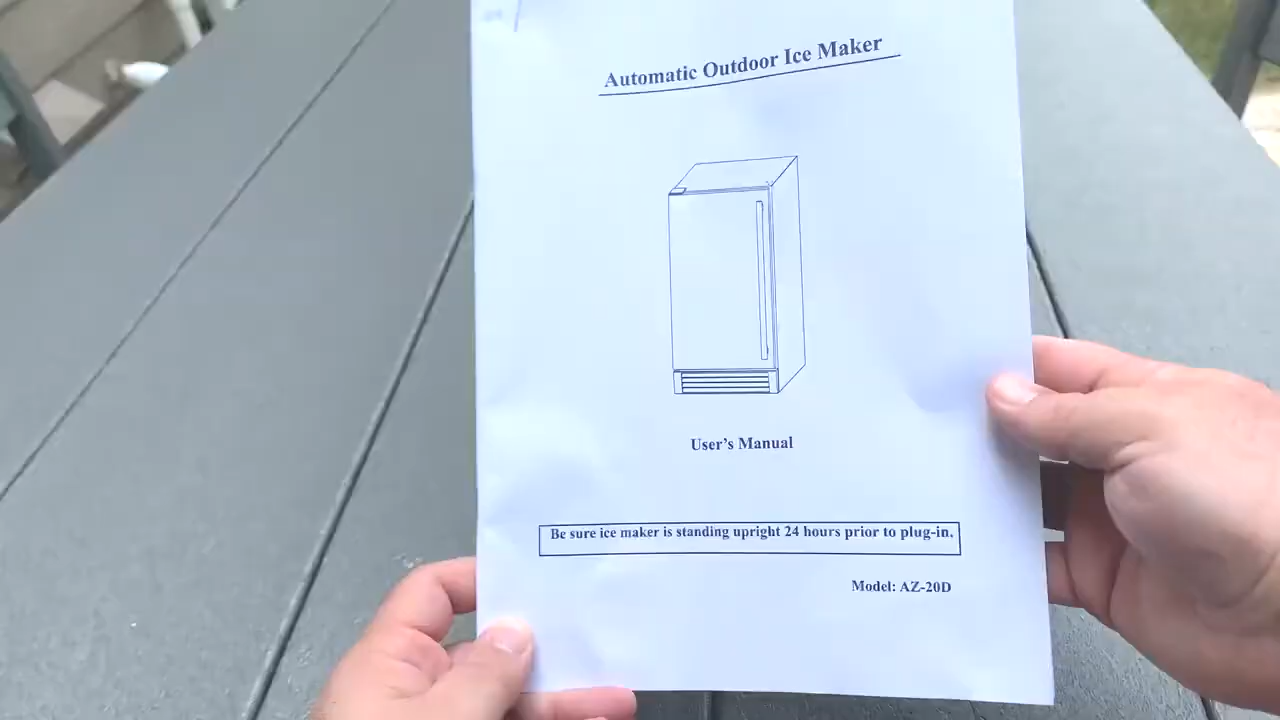 Automatic Outdoor Ice Maker
User's Manual
Be sure ice maker is standing upright 24 hours prior to plug-in.
Model: AZ-20D